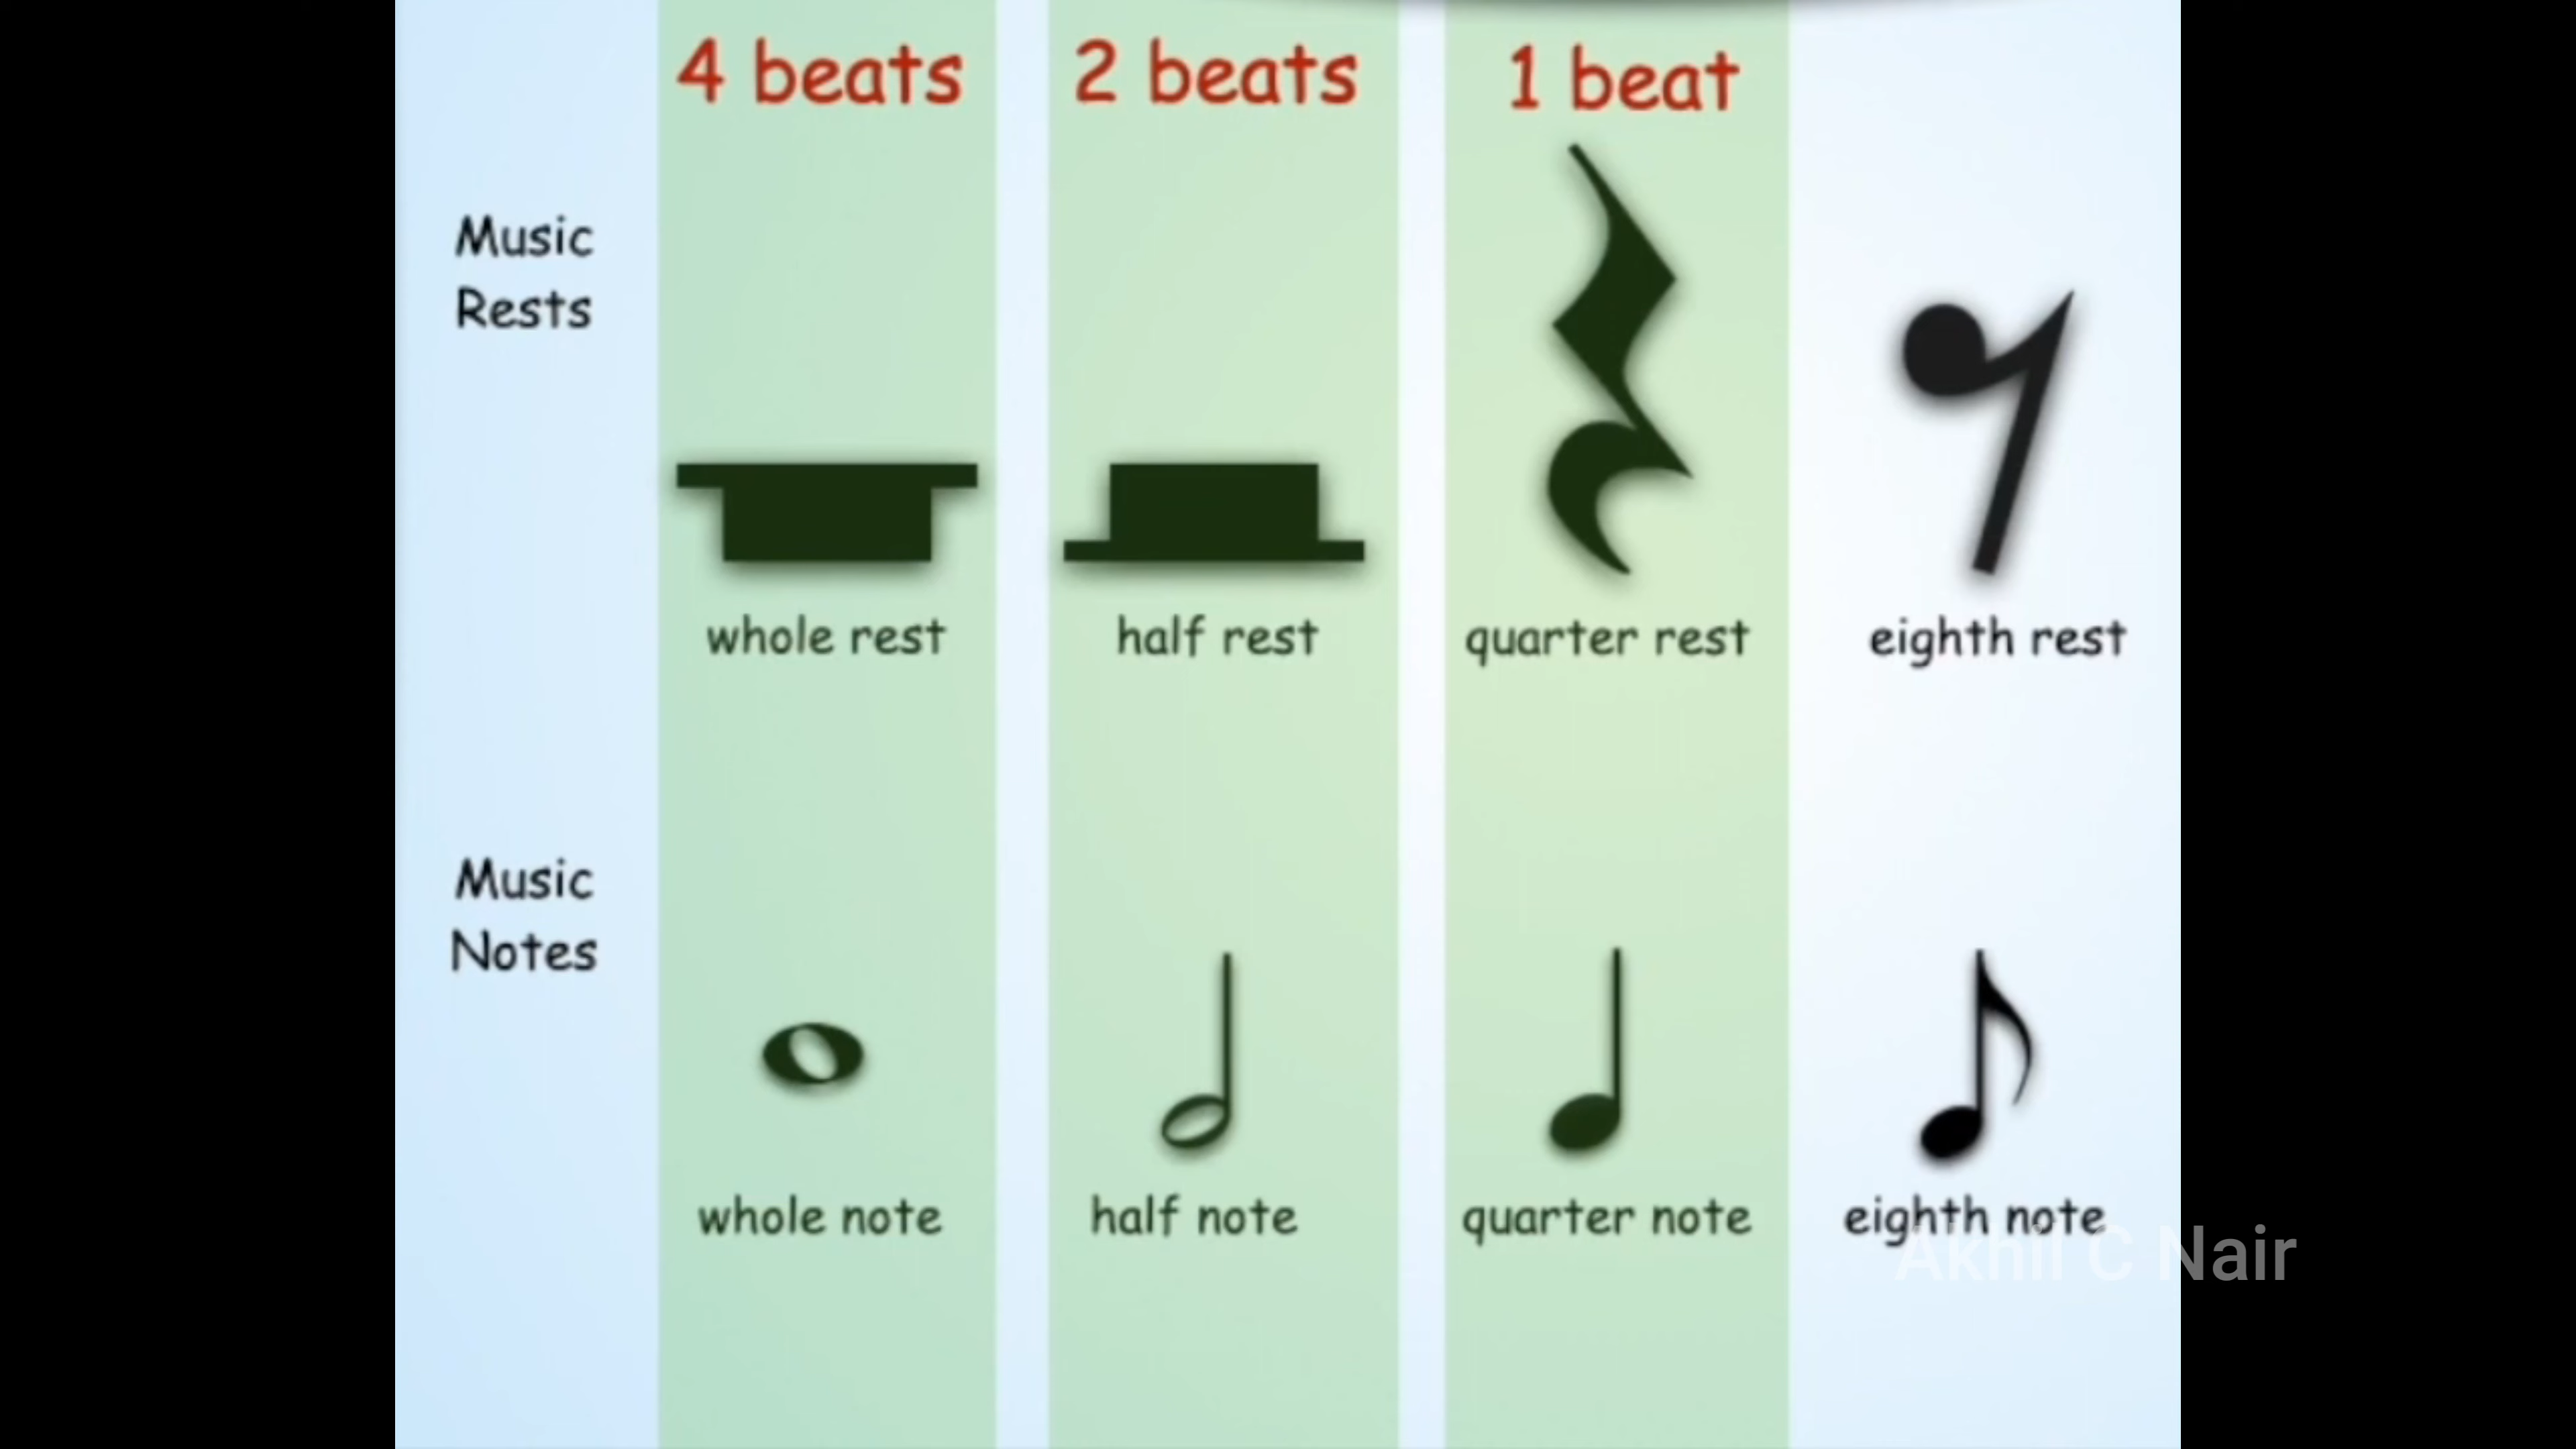 4 beats 2 beats 1 beat
Music
Rests
whole rest half rest quarter rest eighth rest
Music
Notes
whole note half note quarter note eighth note
Akhil C Nair